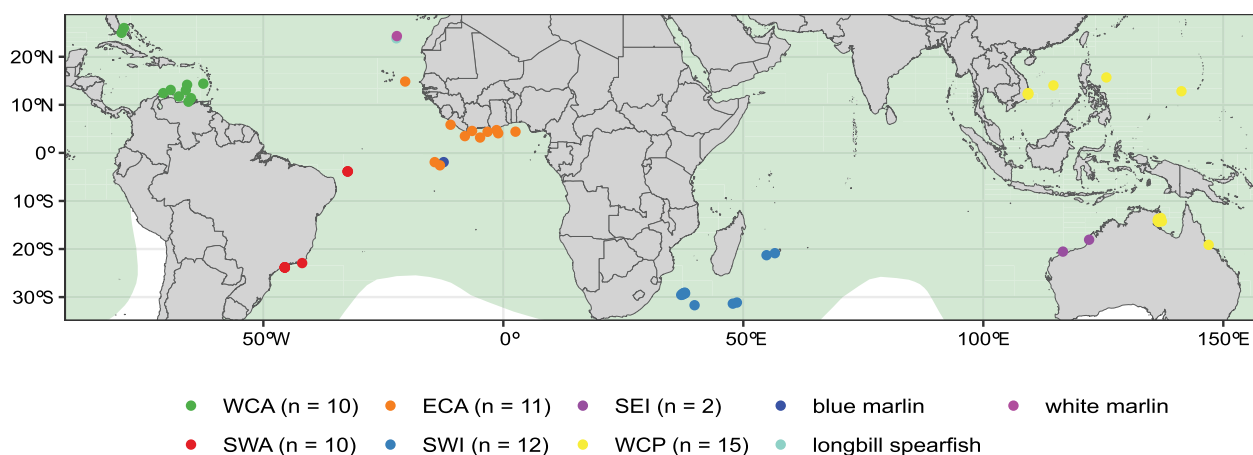 20°N
10°N
0°
10°S
20°S
30°S
50°W 0° 50°E 100°E 150°E
WCA (n = 10) ECA (n = 11) SEI (n = 2) blue marlin white marlin
SWA (n = 10) SWI (n = 12) WCP (n = 15) longbill spearfish